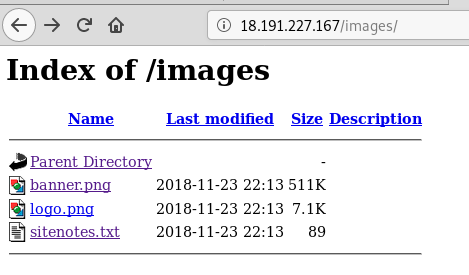 18.191.227.167/images/
Index of /images
Name Last modified Size Description
Parent Directory -
banner.png 2018-11-23 22:13 511K
logo.png 2018-11-23 22:13 7.1K
sitenotes.txt 2018-11-23 22:13 89